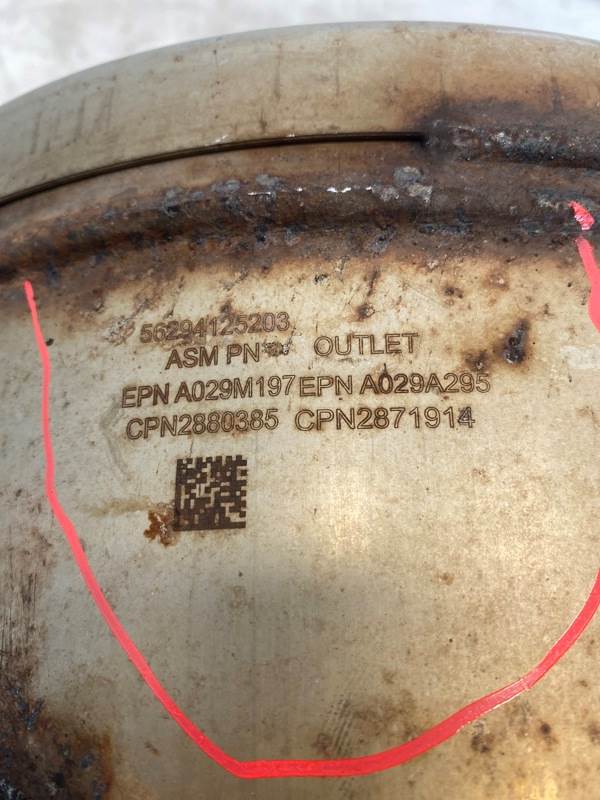 56294125203
ASM PN OUTLET
EPN A029M197 EPN A029A295
CPN2880385 CPN2871914